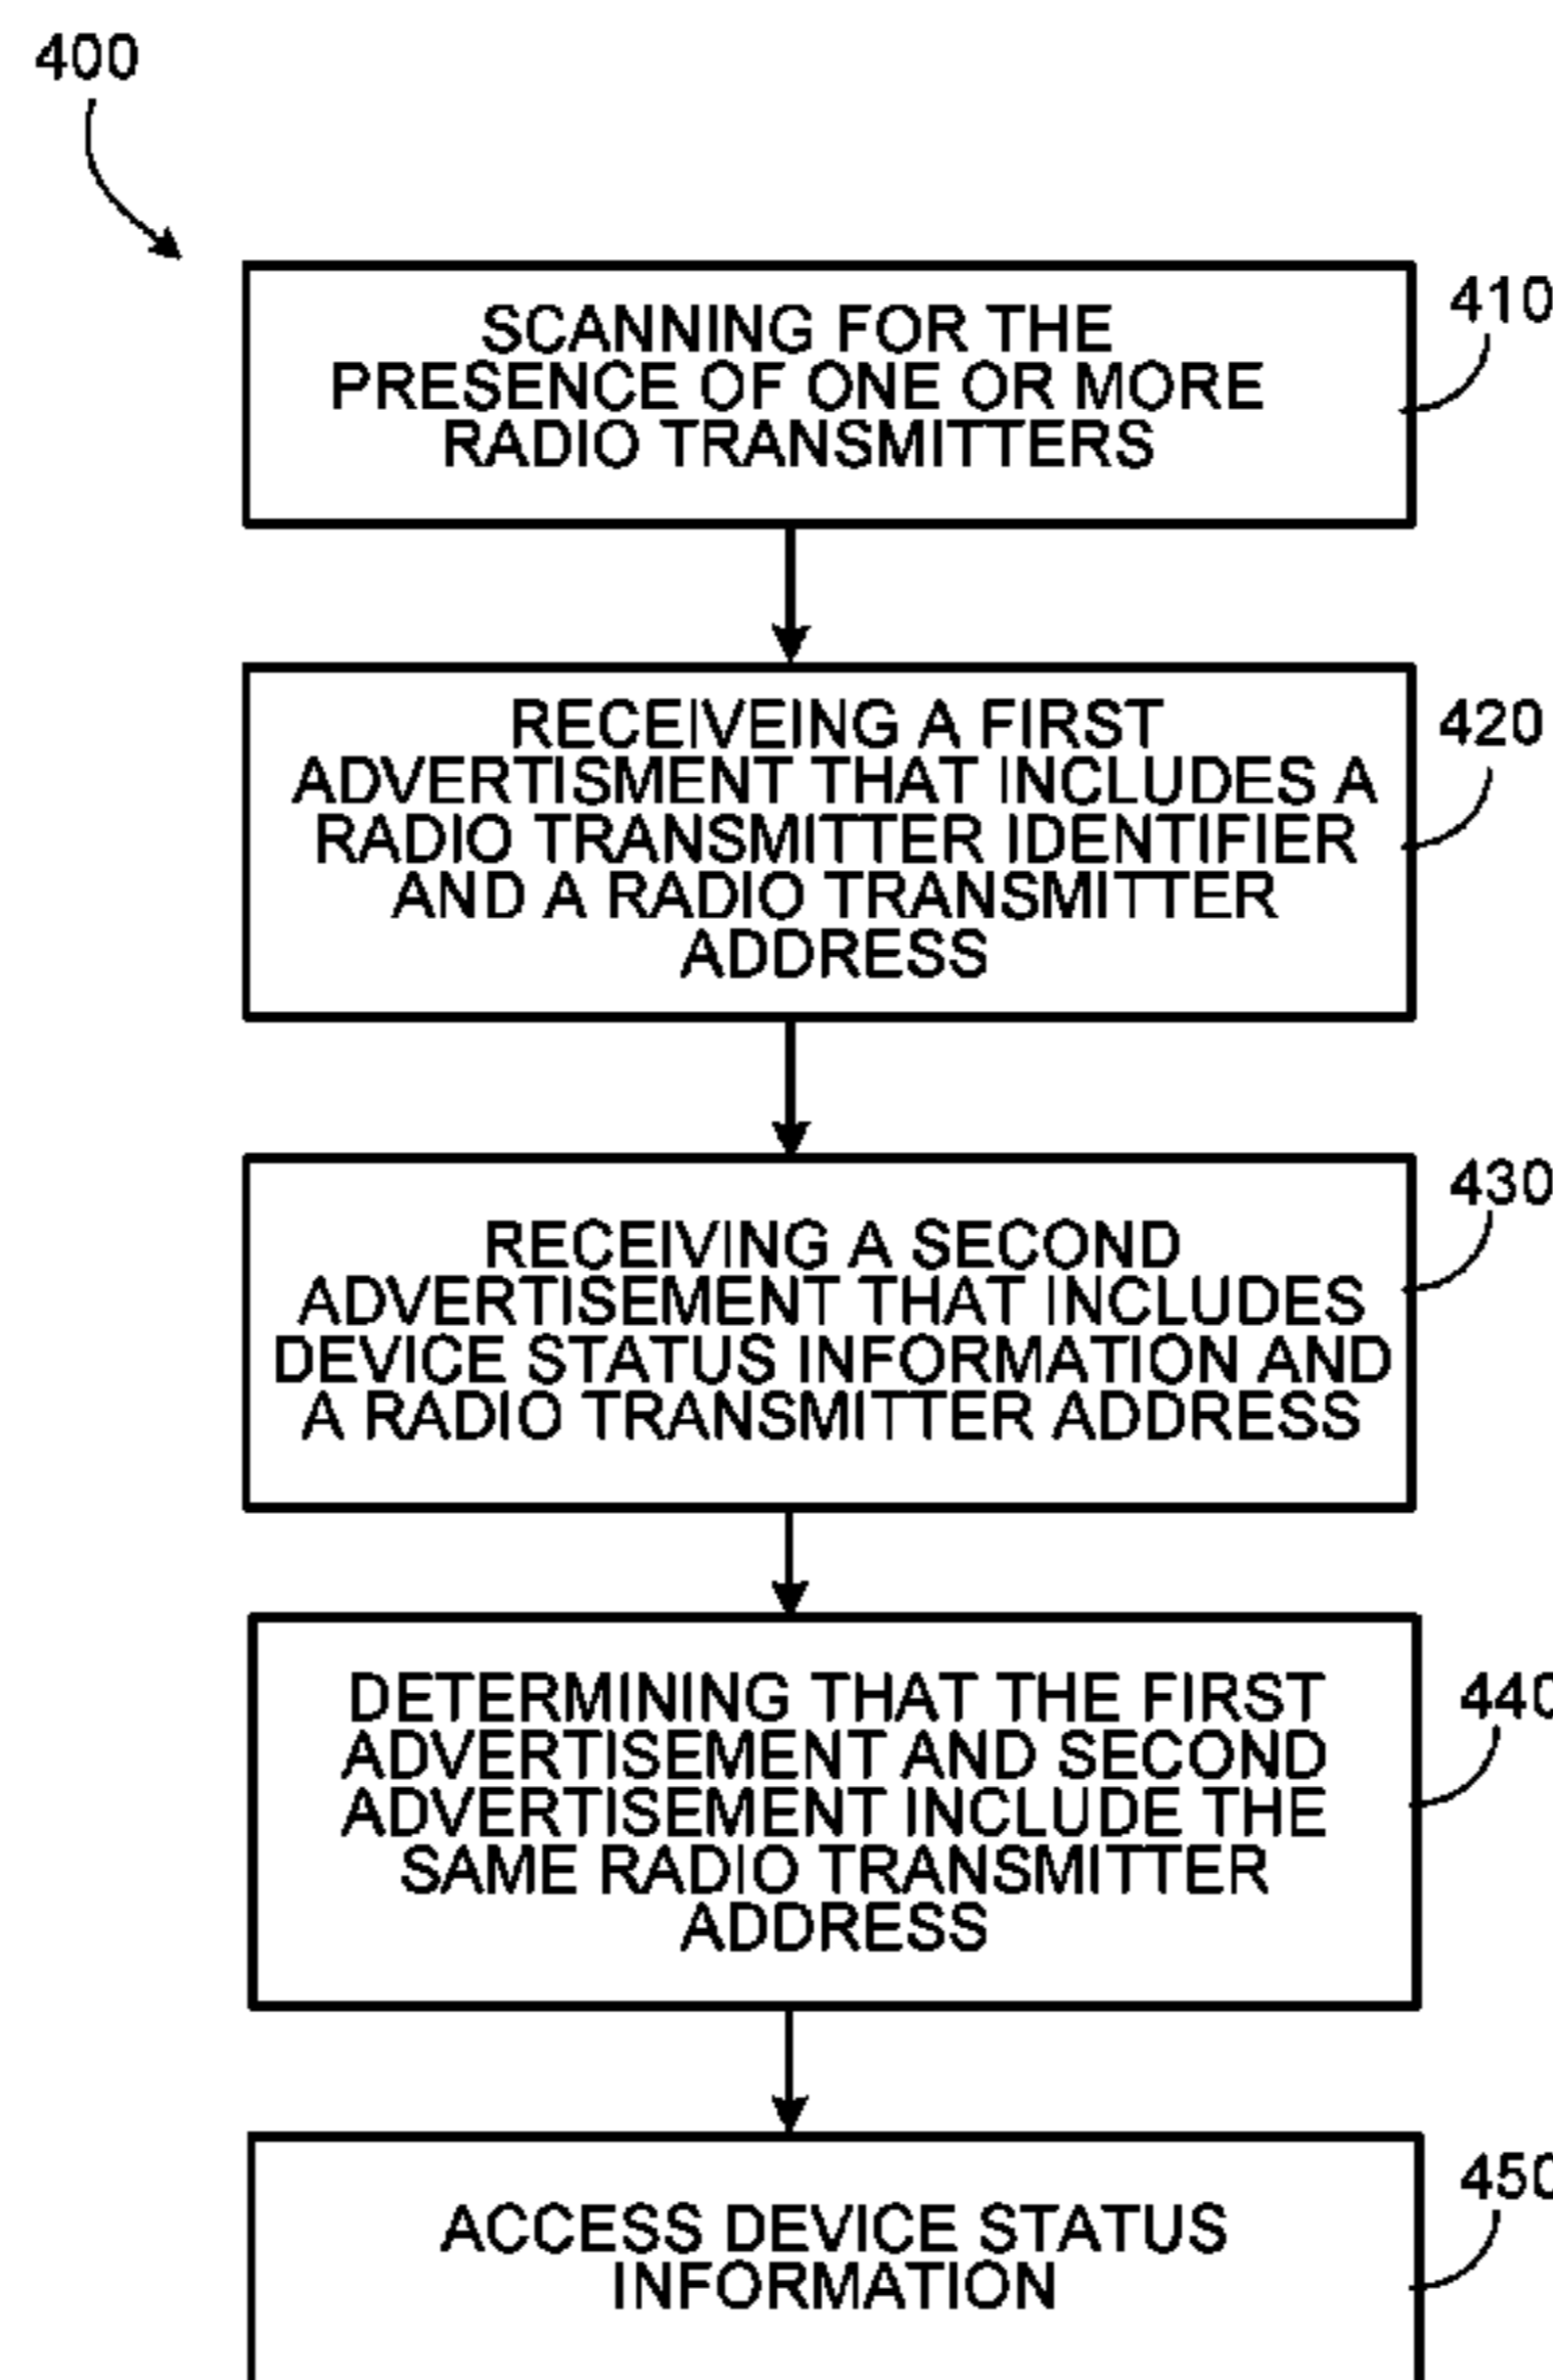 400
SCANNING FOR THE
PRESENCE OF ONE OR MORE
RADIO TRANSMITTERS
410
RECEIVEING A FIRST
ADVERTISMENT THAT INCLUDES A
RADIO TRANSMITTER IDENTIFIER
AND A RADIO TRANSMITTER
ADDRESS
420
RECEIVING A SECOND
ADVERTISEMENT THAT INCLUDES
DEVICE STATUS INFORMATION AND
A RADIO TRANSMITTER ADDRESS
430
DETERMINING THAT THE FIRST
ADVERTISEMENT AND SECOND
ADVERTISEMENT INCLUDE THE
SAME RADIO TRANSMITTER
ADDRESS
440
ACCESS DEVICE STATUS
INFORMATION
450